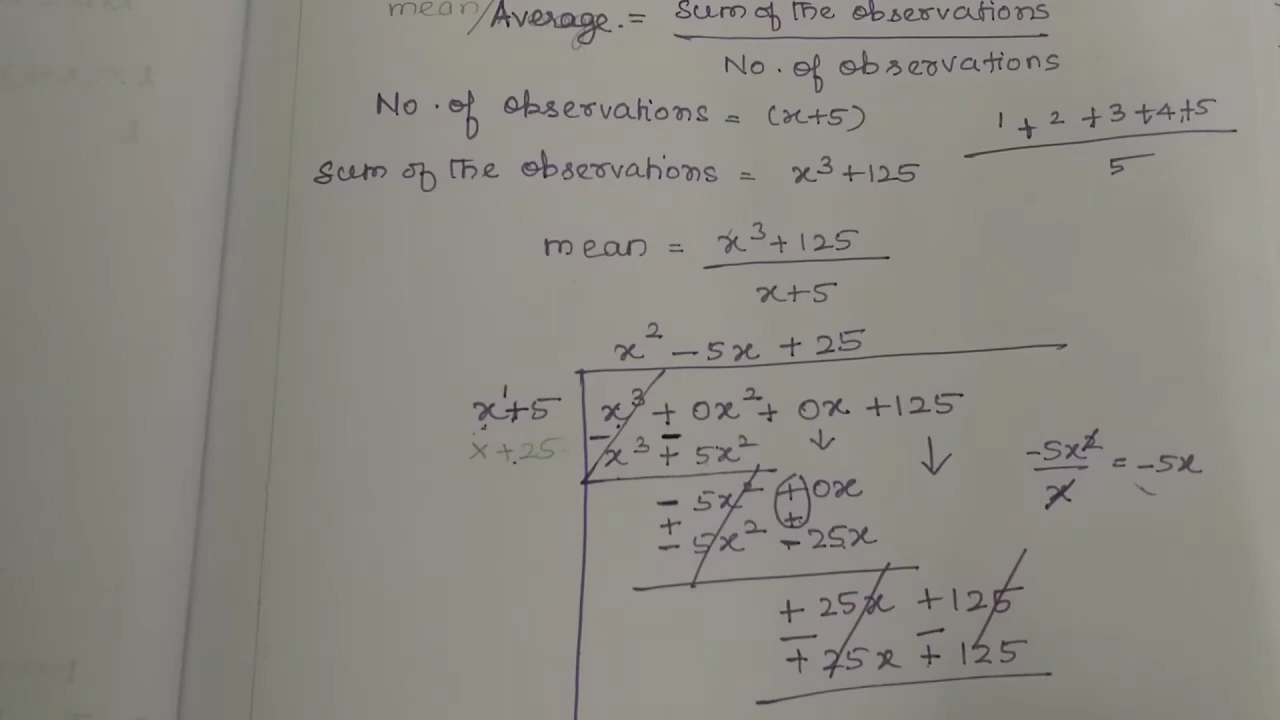 mean/Average. = Sum of the observations
No. of observations
No. of observations = (x+5)
1 + 2 + 3 + 4 + 5
5
Sum of the observations = x³ + 125
mean = x³ + 125
x+5
x² - 5x + 25
x¹+5
x³ + 0x² + 0x + 125
x + 25
- -
x³ + 5x²
-5x² / x = -5x
- 5x² + 0x
+ +
- 5x² - 25x
+ 25x + 125
- -
+ 25x + 125